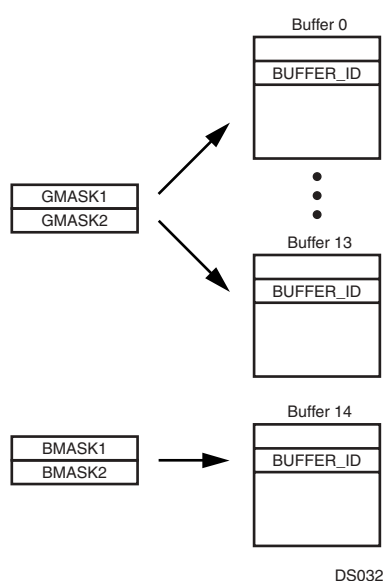 Buffer 0
BUFFER_ID
GMASK1
GMASK2
Buffer 13
BUFFER_ID
Buffer 14
BMASK1
BUFFER_ID
BMASK2
DS032